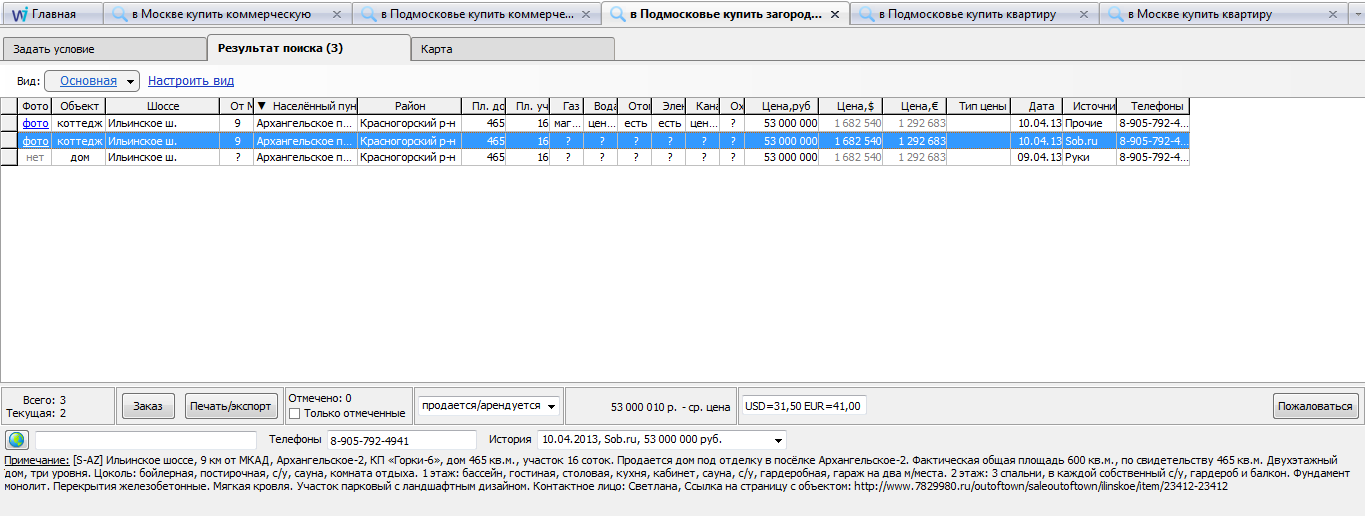 Главная в Москве купить коммерческую в Подмосковье купить коммерче... в Подмосковье купить загород... в Подмосковье купить квартиру в Москве купить квартиру
Задать условие Результат поиска (3) Карта
Вид: Основная Настроить вид
Фото Объект Шоссе От М Населённый пун Район Пл. до Пл. уч Газ Вода Ото Элек Кана Ох Цена,руб Цена,$ Цена,€ Тип цены Дата Источни Телефоны
фото коттедж Ильинское ш. 9 Архангельское п... Красногорский р-н 465 16 маг... цен... есть есть цен... ? 53 000 000 1 682 540 1 292 683 10.04.13 Прочие 8-905-792-4...
фото коттедж Ильинское ш. 9 Архангельское п... Красногорский р-н 465 16 ? ? ? ? ? ? 53 000 000 1 682 540 1 292 683 10.04.13 Sob.ru 8-905-792-4...
нет дом Ильинское ш. ? Архангельское п... Красногорский р-н 465 16 ? ? ? ? ? ? 53 000 000 1 682 540 1 292 683 09.04.13 Руки 8-905-792-4...
Всего: 3
Текущая: 2
Заказ Печать/экспорт
Отмечено: 0
Только отмеченные
продается/арендуется 53 000 010 р. - ср. цена USD=31,50 EUR=41,00 Пожаловаться
Телефоны 8-905-792-4941 История 10.04.2013, Sob.ru, 53 000 000 руб.
Примечание: [S-AZ] Ильинское шоссе, 9 км от МКАД, Архангельское-2, КП «Горки-6», дом 465 кв.м., участок 16 соток. Продается дом под отделку в посёлке Архангельское-2. Фактическая общая площадь 600 кв.м., по свидетельству 465 кв.м. Двухэтажный
дом, три уровня. Цоколь: бойлерная, постирочная, с/у, сауна, комната отдыха. 1 этаж: бассейн, гостиная, столовая, кухня, кабинет, сауна, с/у, гардеробная, гараж на два м/места. 2 этаж: 3 спальни, в каждой собственный с/у, гардероб и балкон. Фундамент
монолит. Перекрытия железобетонные. Мягкая кровля. Участок парковый с ландшафтным дизайном. Контактное лицо: Светлана, Ссылка на страницу с объектом: http://www.7829980.ru/outoftown/saleoutoftown/ilinskoe/item/23412-23412